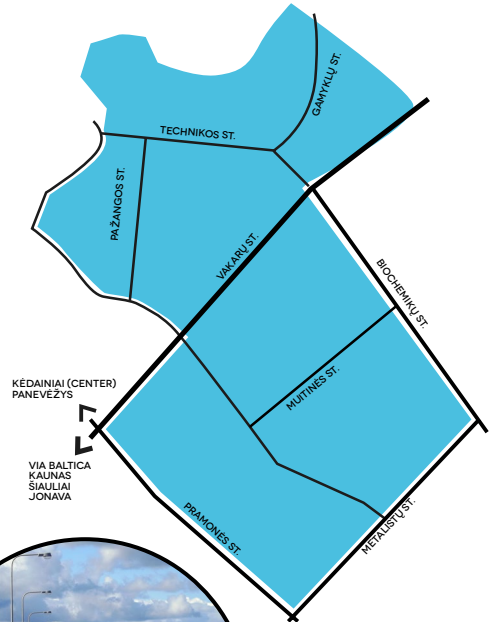 GAMYKLŲ ST.
TECHNIKOS ST.
PAŽANGOS ST.
VAKARŲ ST.
BIOCHEMIKŲ ST.
MUITINĖS ST.
KĖDAINIAI (CENTER)
PANEVĖŽYS
VIA BALTICA
KAUNAS
ŠIAULIAI
JONAVA
PRAMONĖS ST.
METALISTŲ ST.